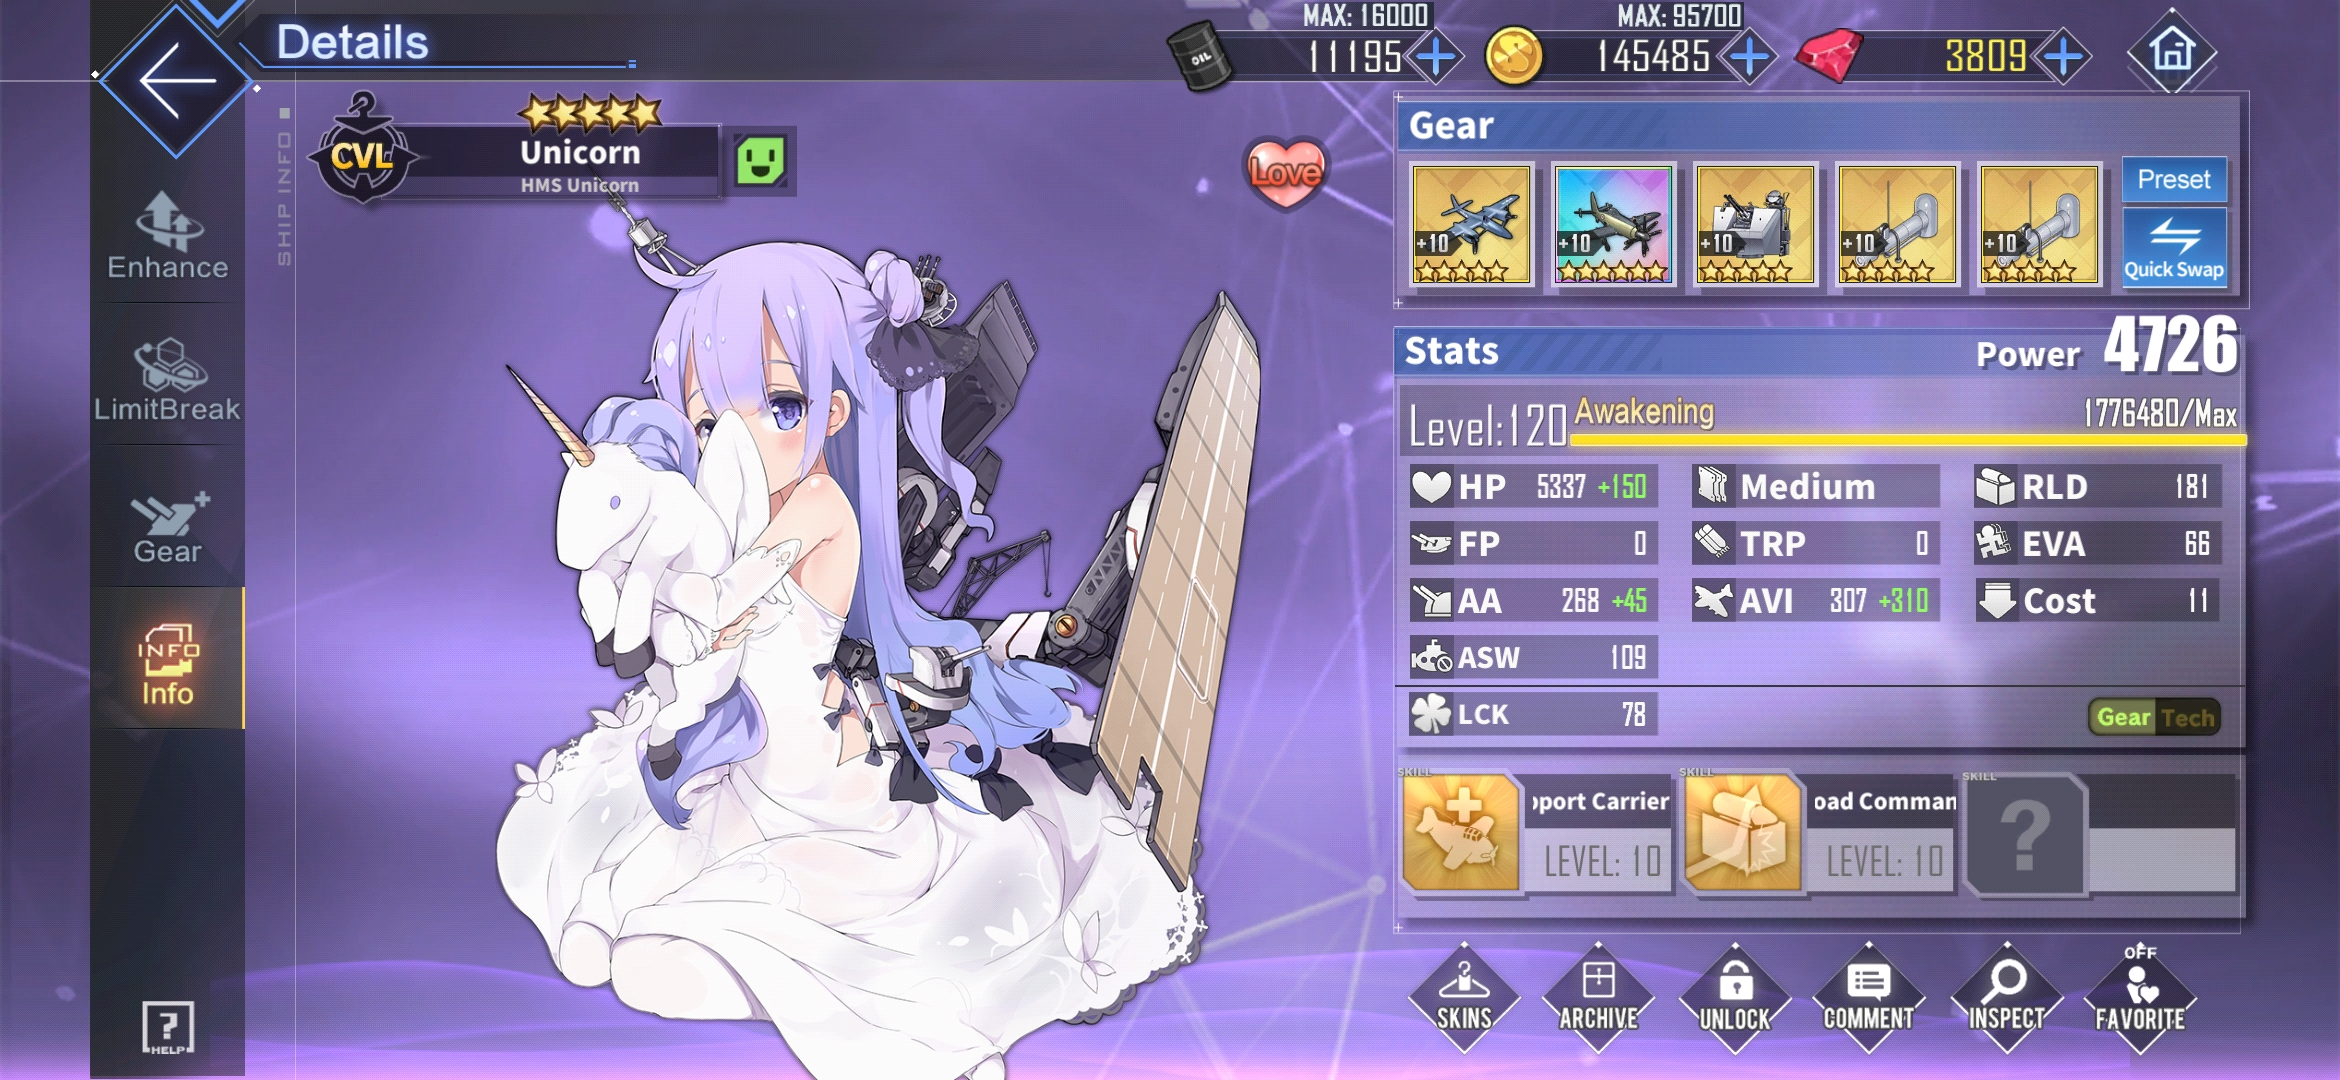 Details
MAX: 16000
OIL
11195
MAX: 95700
145485
3809
SHIP INFO
CVL
Unicorn
HMS Unicorn
Love
Enhance
LimitBreak
Gear
INFO
Info
HELP
Gear
+10
+10
+10
+10
+10
Preset
Quick Swap
Stats
Power 4726
Level:120 Awakening 1776480/Max
HP 5337 +150
Medium
RLD 181
FP 0
TRP 0
EVA 66
AA 268 +45
AVI 307 +310
Cost 11
ASW 109
LCK 78
Gear Tech
SKILL
pport Carrier
LEVEL: 10
SKILL
oad Comman
LEVEL: 10
SKILL
?
SKINS
ARCHIVE
UNLOCK
COMMENT
INSPECT
OFF
FAVORITE